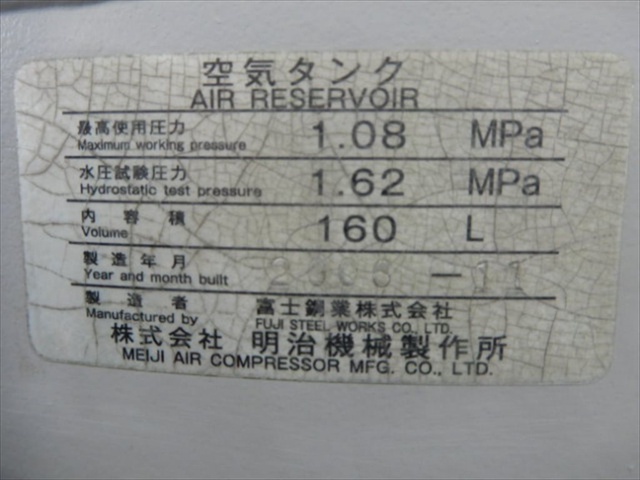 空気タンク
AIR RESERVOIR
最高使用圧力 1.08 MPa
Maximum working pressure
水圧試験圧力 1.62 MPa
Hydrostatic test pressure
内容積 160 L
Volume
製造年月 -11
Year and month built
製造者 富士鋼業株式会社
Manufactured by FUJI STEEL WORKS CO., LTD.
株式会社 明治機械製作所
MEIJI AIR COMPRESSOR MFG. CO., LTD.